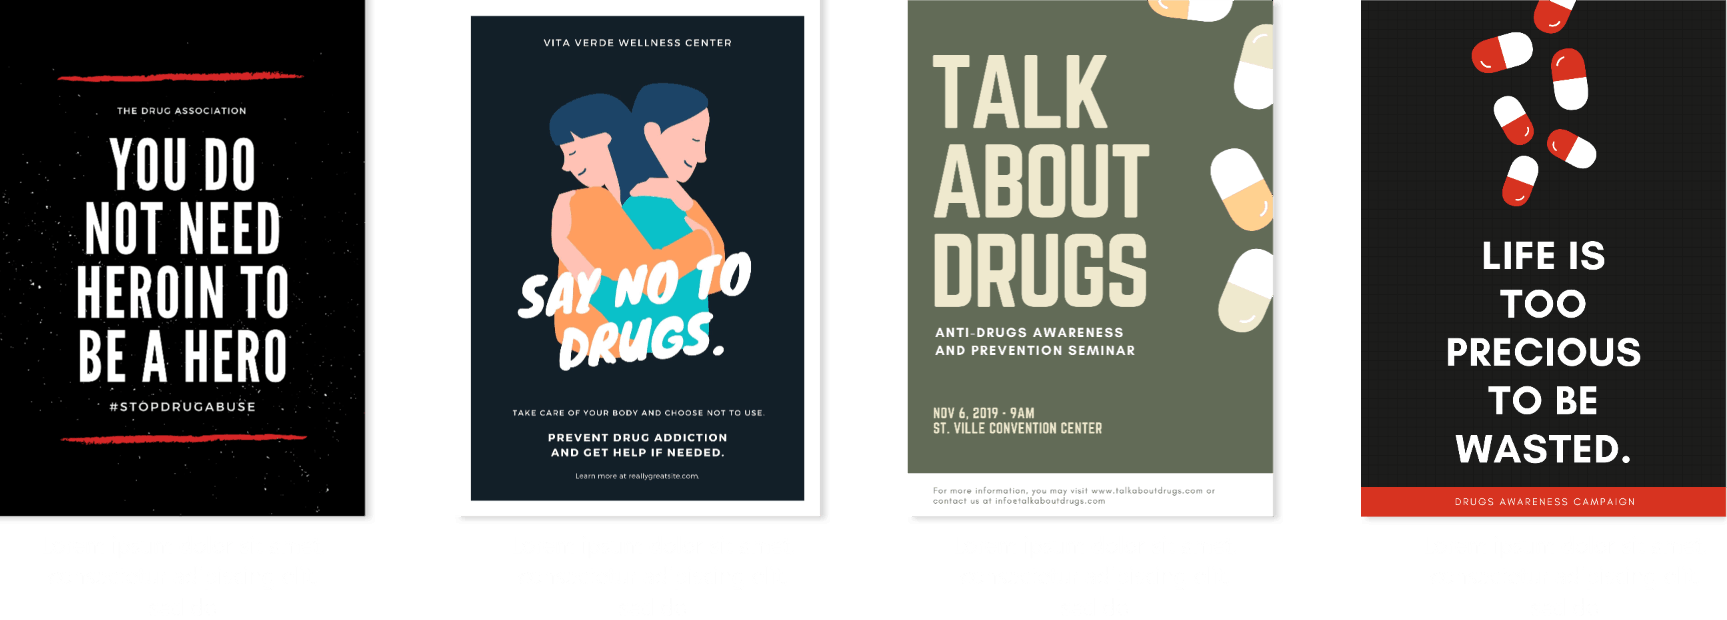 THE DRUG ASSOCIATION
YOU DO
NOT NEED
HEROIN TO
BE A HERO
#STOPDRUGABUSE
VITA VERDE WELLNESS CENTER
SAY NO TO
DRUGS.
TAKE CARE OF YOUR BODY AND CHOOSE NOT TO USE.
PREVENT DRUG ADDICTION
AND GET HELP IF NEEDED.
Learn more at reallygreatsite.com.
TALK
ABOUT
DRUGS
ANTI-DRUGS AWARENESS
AND PREVENTION SEMINAR
NOV 6, 2019 - 9AM
ST. VILLE CONVENTION CENTER
For more information, you may visit www.talkaboutdrugs.com or
contact us at info@talkaboutdrugs.com
LIFE IS
TOO
PRECIOUS
TO BE
WASTED.
DRUGS AWARENESS CAMPAIGN